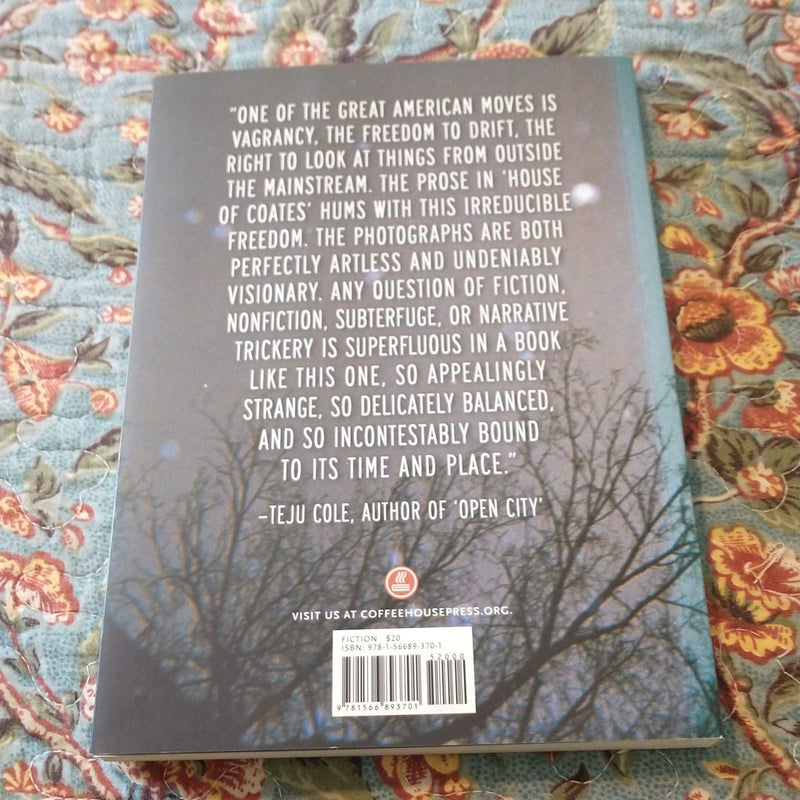 "ONE OF THE GREAT AMERICAN MOVES IS
VAGRANCY, THE FREEDOM TO DRIFT, THE
RIGHT TO LOOK AT THINGS FROM OUTSIDE
THE MAINSTREAM. THE PROSE IN 'HOUSE
OF COATES' HUMS WITH THIS IRREDUCIBLE
FREEDOM. THE PHOTOGRAPHS ARE BOTH
PERFECTLY ARTLESS AND UNDENIABLY
VISIONARY. ANY QUESTION OF FICTION,
NONFICTION, SUBTERFUGE, OR NARRATIVE
TRICKERY IS SUPERFLUOUS IN A BOOK
LIKE THIS ONE, SO APPEALINGLY
STRANGE, SO DELICATELY BALANCED,
AND SO INCONTESTABLY BOUND
TO ITS TIME AND PLACE."
–TEJU COLE, AUTHOR OF 'OPEN CITY'
VISIT US AT COFFEEHOUSEPRESS.ORG.
FICTION . $20
ISBN: 978-1-56689-370-1
52000
9 781566 893701